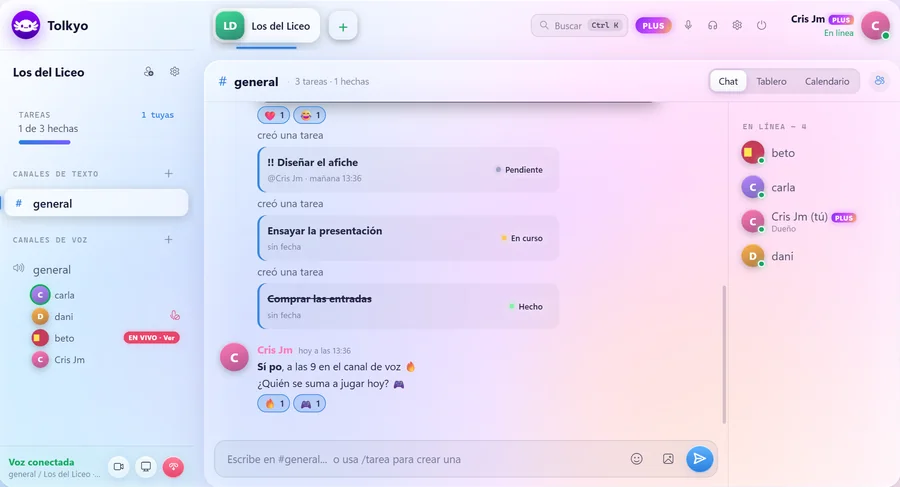 Tolkyo
LD Los del Liceo +
Buscar Ctrl K
PLUS
Cris Jm PLUS
En línea
C
Los del Liceo
TAREAS 1 tuyas
1 de 3 hechas
CANALES DE TEXTO +
# general
CANALES DE VOZ +
general
C carla
D dani
beto EN VIVO · Ver
C Cris Jm
Voz conectada
general / Los del Liceo ·...
# general · 3 tareas · 1 hechas
Chat Tablero Calendario
❤️ 1 😂 1
creó una tarea
!! Diseñar el afiche
@Cris Jm · mañana 13:36
Pendiente
creó una tarea
Ensayar la presentación
sin fecha
En curso
creó una tarea
Comprar las entradas
sin fecha
Hecho
C Cris Jm hoy a las 13:36
Sí po, a las 9 en el canal de voz 🔥
¿Quién se suma a jugar hoy? 🎮
🔥 1 🎮 1
Escribe en #general... o usa /tarea para crear una
EN LÍNEA — 4
beto
C carla
C Cris Jm (tú) PLUS
Dueño
D dani